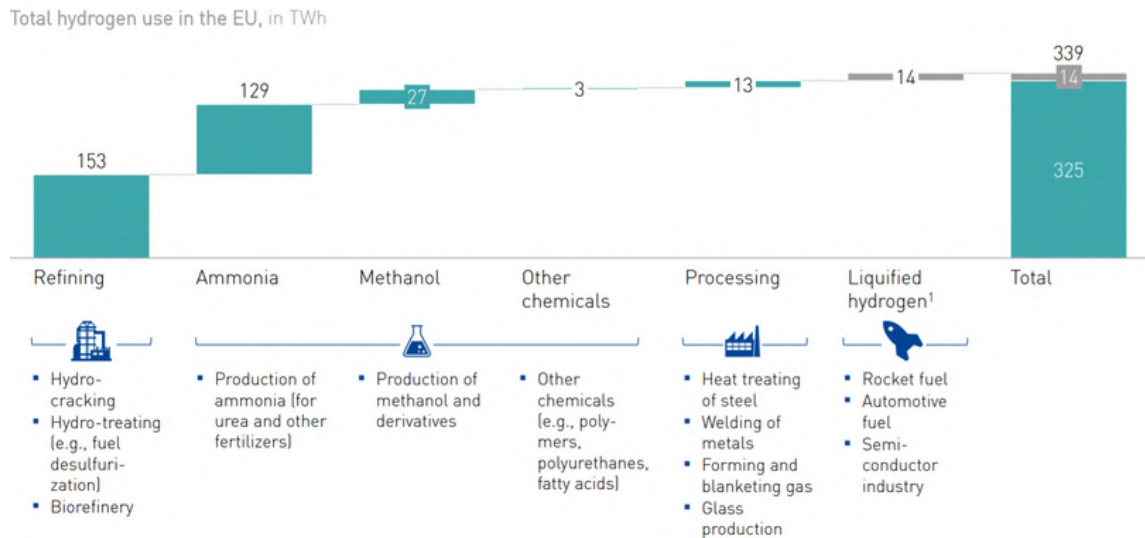 Total hydrogen use in the EU, in TWh
153
129
27
3
13
14
339
14
325
Refining
Ammonia
Methanol
Other
chemicals
Processing
Liquified
hydrogen¹
Total
▪ Hydro-
cracking
▪ Hydro-treating
(e.g., fuel
desulfuri-
zation)
▪ Biorefinery
▪ Production of
ammonia (for
urea and other
fertilizers)
▪ Production of
methanol and
derivatives
▪ Other
chemicals
(e.g., poly-
mers,
polyurethanes,
fatty acids)
▪ Heat treating
of steel
▪ Welding of
metals
▪ Forming and
blanketing gas
▪ Glass
production
▪ Rocket fuel
▪ Automotive
fuel
▪ Semi-
conductor
industry